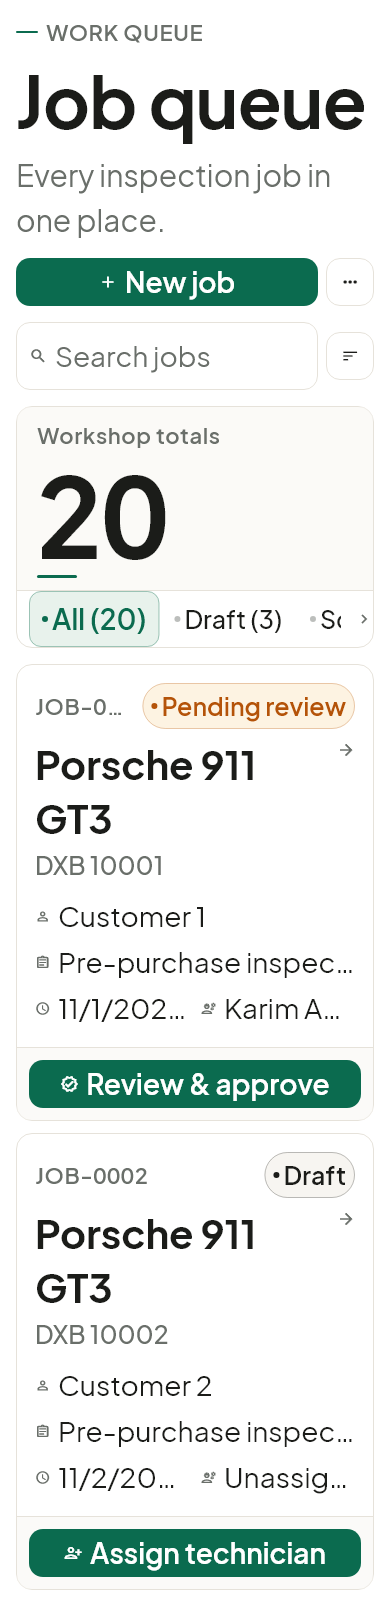 WORK QUEUE
Job queue
Every inspection job in
one place.
New job
Search jobs
Workshop totals
20
All (20) Draft (3) Sc
JOB-0... Pending review
Porsche 911
GT3
DXB 10001
Customer 1
Pre-purchase inspec...
11/1/202... Karim A...
Review & approve
JOB-0002 Draft
Porsche 911
GT3
DXB 10002
Customer 2
Pre-purchase inspec...
11/2/20... Unassig...
Assign technician